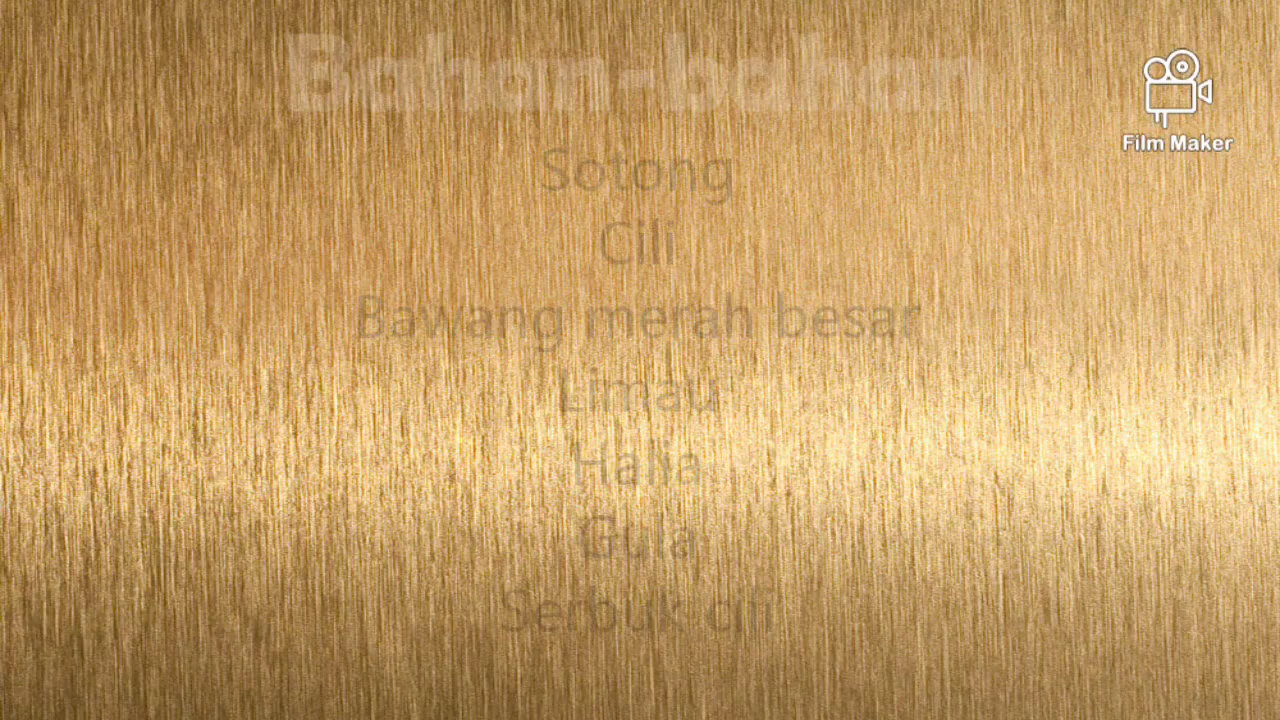 Bahan-bahan
Film Maker
Sotong
Cili
Bawang merah besar
Limau
Halia
Gula
Serbuk cili